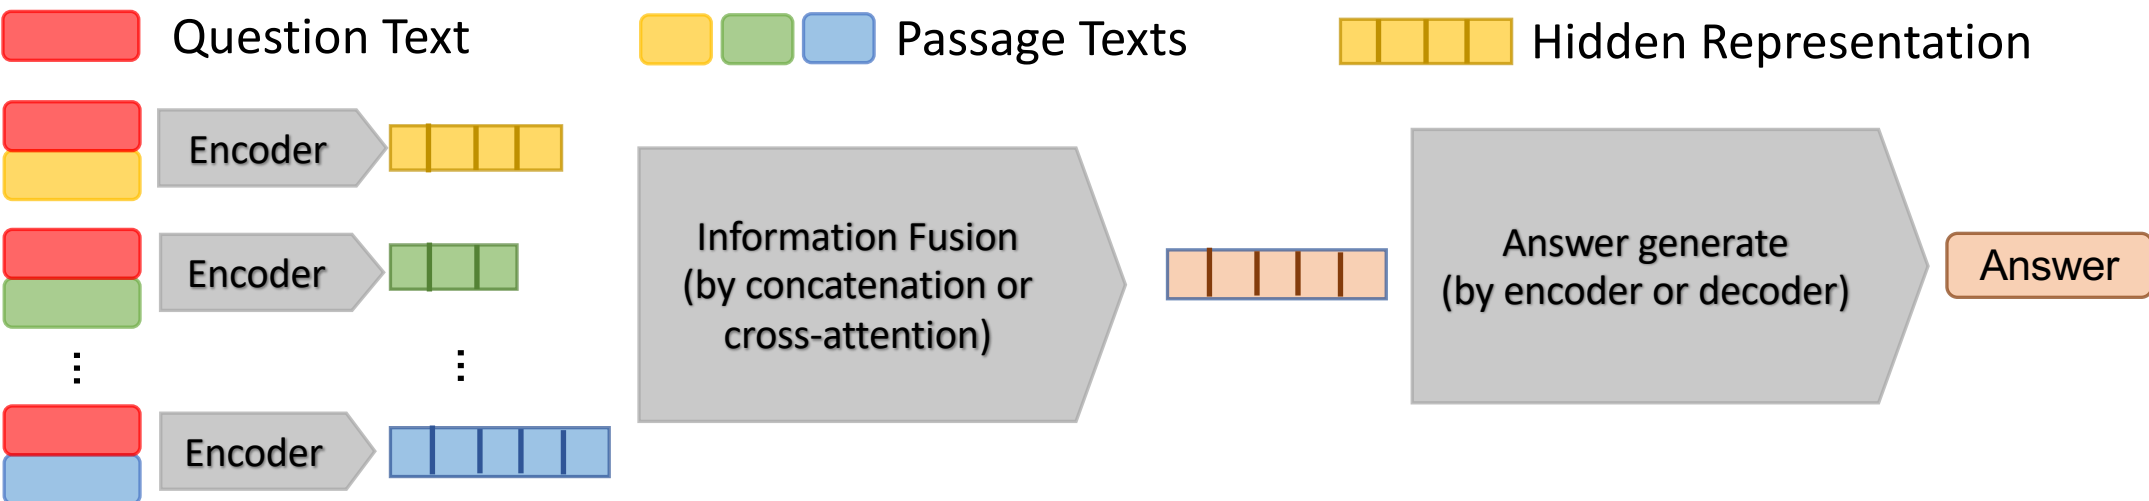 Question Text
Passage Texts
Hidden Representation
Encoder
Encoder
⋮
⋮
Encoder
Information Fusion
(by concatenation or
cross-attention)
Answer generate
(by encoder or decoder)
Answer